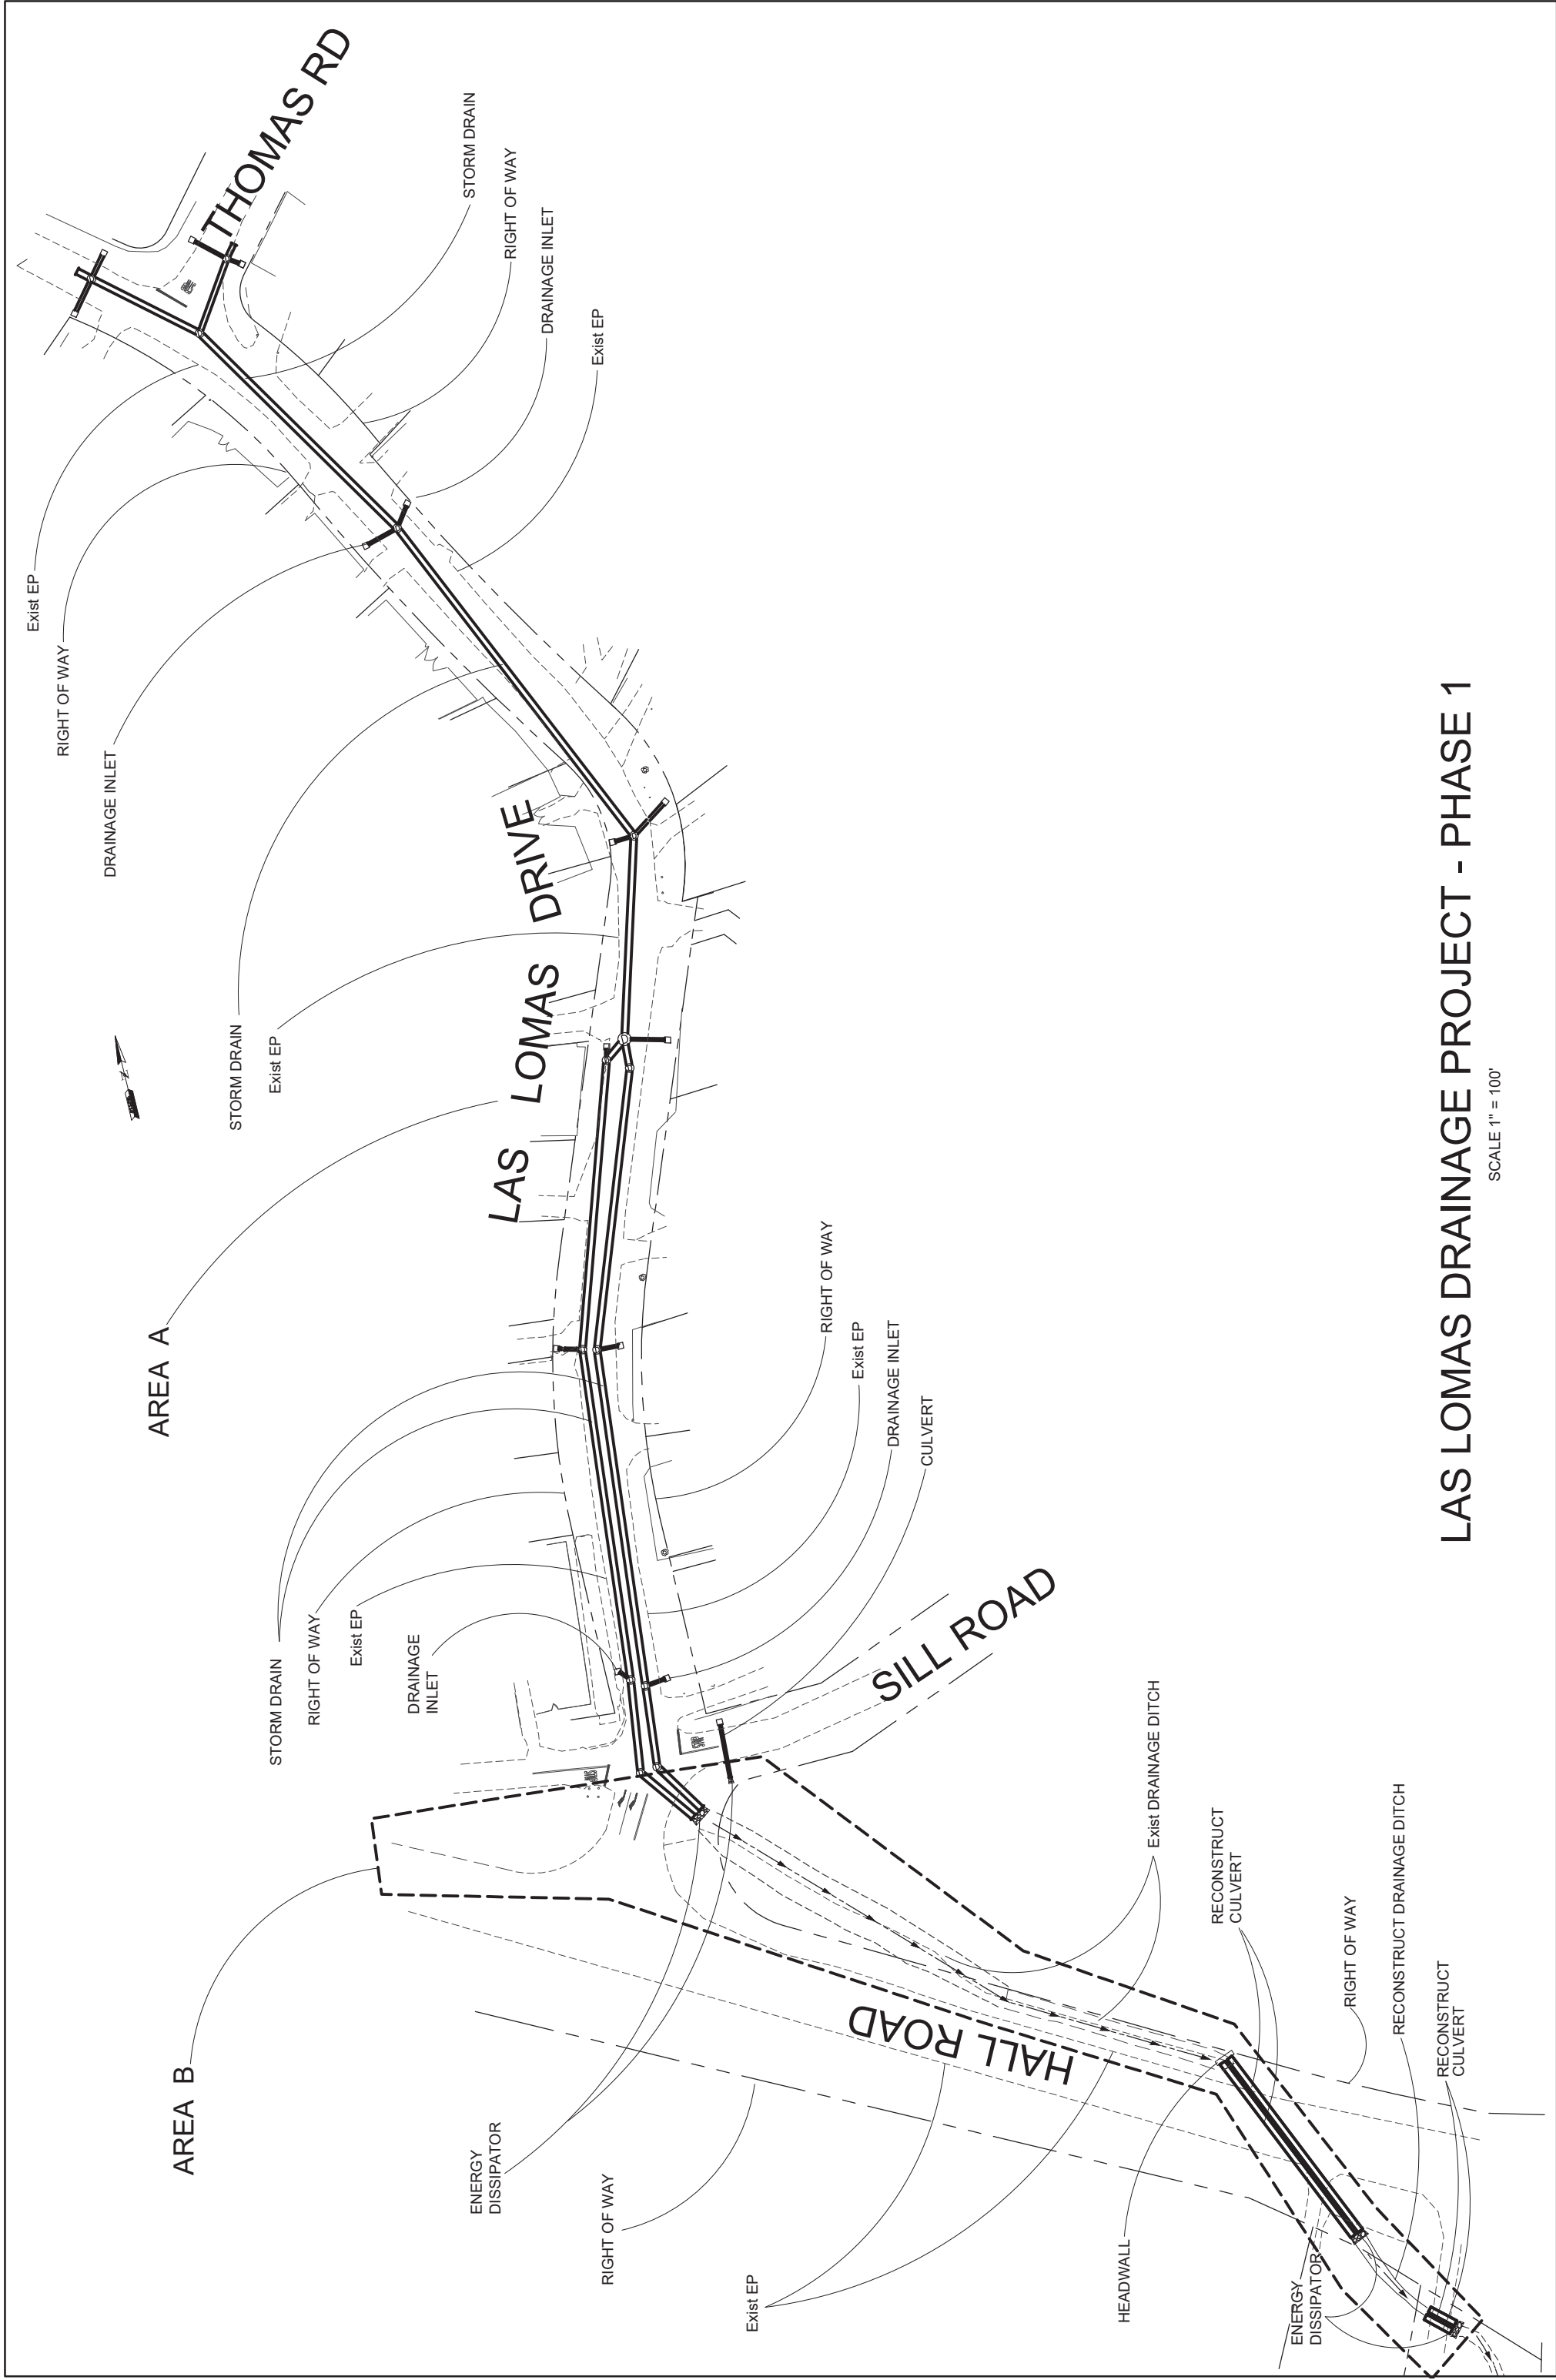 THOMAS RD
STORM DRAIN
RIGHT OF WAY
DRAINAGE INLET
Exist EP
Exist EP
RIGHT OF WAY
DRAINAGE INLET
STORM DRAIN
Exist EP
LAS LOMAS DRIVE
AREA A
RIGHT OF WAY
Exist EP
DRAINAGE INLET
CULVERT
STORM DRAIN
RIGHT OF WAY
Exist EP
DRAINAGE
INLET
SILL ROAD
AREA B
HALL ROAD
Exist DRAINAGE DITCH
RECONSTRUCT
CULVERT
RIGHT OF WAY
RECONSTRUCT DRAINAGE DITCH
RECONSTRUCT
CULVERT
ENERGY
DISSIPATOR
RIGHT OF WAY
Exist EP
HEADWALL
ENERGY
DISSIPATOR
LAS LOMAS DRAINAGE PROJECT - PHASE 1
SCALE 1" = 100'